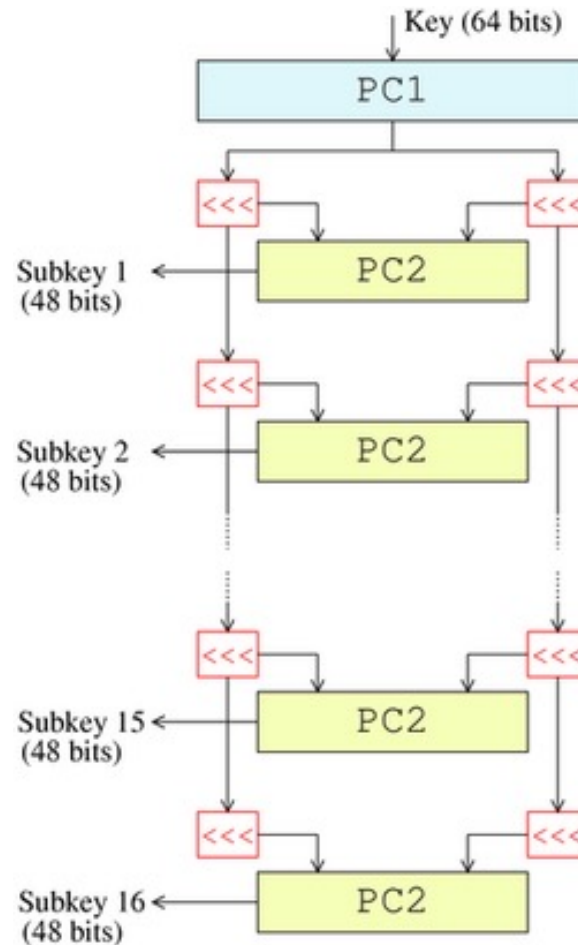 Key (64 bits)
PC1
<<< <<<
PC2
Subkey 1
(48 bits)
<<< <<<
PC2
Subkey 2
(48 bits)
<<< <<<
PC2
Subkey 15
(48 bits)
<<< <<<
PC2
Subkey 16
(48 bits)